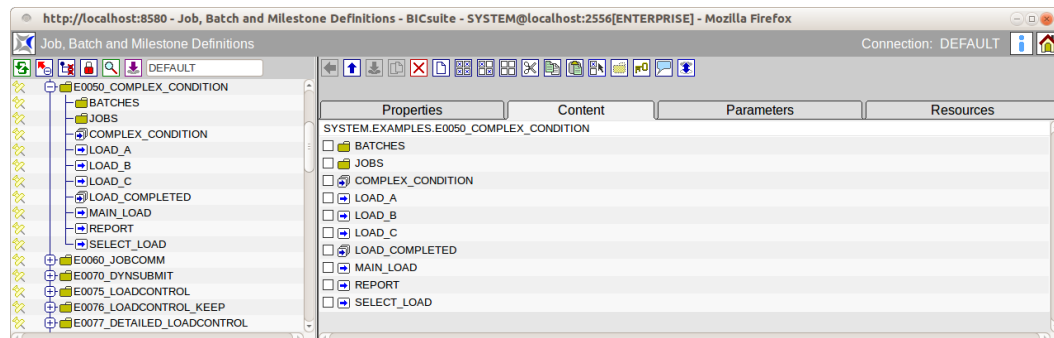 http://localhost:8580 - Job, Batch and Milestone Definitions - BICsuite - SYSTEM@localhost:2556[ENTERPRISE] - Mozilla Firefox
Job, Batch and Milestone Definitions
Connection: DEFAULT
DEFAULT
E0050_COMPLEX_CONDITION
BATCHES
JOBS
COMPLEX_CONDITION
LOAD_A
LOAD_B
LOAD_C
LOAD_COMPLETED
MAIN_LOAD
REPORT
SELECT_LOAD
E0060_JOBCOMM
E0070_DYNSUBMIT
E0075_LOADCONTROL
E0076_LOADCONTROL_KEEP
E0077_DETAILED_LOADCONTROL
Properties Content Parameters Resources
SYSTEM.EXAMPLES.E0050_COMPLEX_CONDITION
BATCHES
JOBS
COMPLEX_CONDITION
LOAD_A
LOAD_B
LOAD_C
LOAD_COMPLETED
MAIN_LOAD
REPORT
SELECT_LOAD